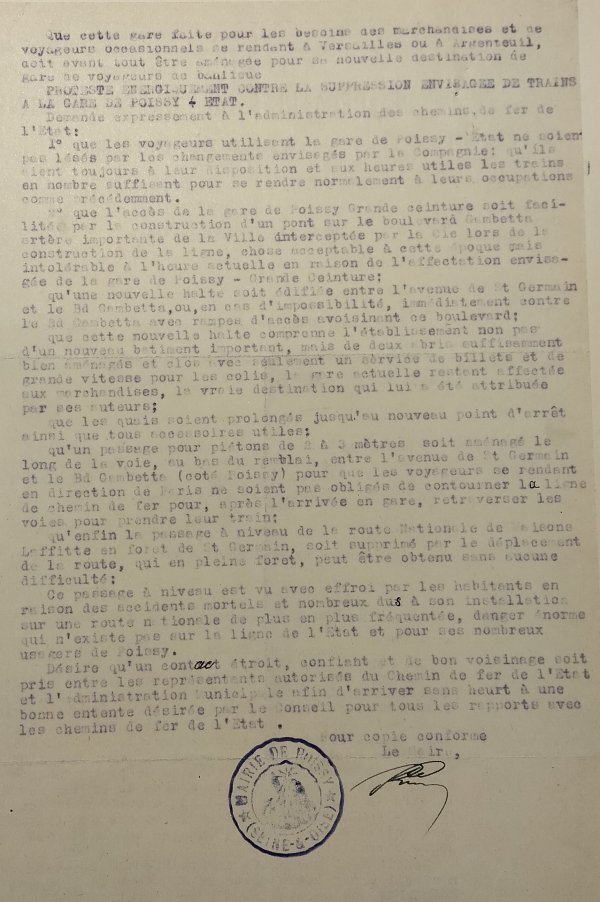 Que cette gare faite pour les besoins des marchandises et de
voyageurs occasionnels se rendant à Versailles ou à Argenteuil,
doit avant tout être aménagée pour sa nouvelle destination de
gare de voyageurs de banlieue
PROTESTE ENERGIQUEMENT CONTRE LA SUPPRESSION ENVISAGEE DE TRAINS
A LA GARE DE POISSY - ETAT.
Demande expressement à l'administration des chemins de fer de
l'Etat:
1° que les voyageurs utilisant la gare de Poissy - Etat ne soient
pas lésés par les changements envisagés par la Compagnie: qu'ils
aient toujours à leur disposition et aux heures utiles les trains
en nombre suffisant pour se rendre normalement à leurs occupations
comme précédemment.
2° que l'accès de la gare de Poissy Grande ceinture soit faci-
lité par la construction d'un pont sur le boulevard Gambetta
artère importante de la Ville interceptée par la Cie lors de la
construction de la ligne, chose acceptable à cette époque mais
intolérable à l'heure actuelle en raison de l'affectation envisa-
gée de la gare de Poissy - Grande Ceinture;
qu'une nouvelle halte soit édifiée entre l'avenue de St Germain
et le Bd Gambetta,ou,en cas d'impossibilité, immédiatement contre
le Bd Gambetta avec rampes d'accès avoisinant ce boulevard;
que cette nouvelle halte comprenne l'établissement non pas
d'un nouveau batiment important, mais de deux abris suffisamment
bien aménagés et clos avec seulement un service de billets et de
grande vitesse pour les colis, la gare actuelle restant affectée
aux marchandises, la vraie destination qui lui a été attribuée
par ses auteurs;
que les quais soient prolongés jusqu'au nouveau point d'arrêt
ainsi que tous accessoires utiles;
qu'un passage pour piétons de 2 à 3 mètres soit aménagé le
long de la voie, au bas du remblai, entre l'avenue de St Germain
et le Bd Gambetta (coté Poissy) pour que les voyageurs se rendant
en direction de Paris ne soient pas obligés de contourner la ligne
de chemin de fer pour, après l'arrivée en gare, retraverser les
voies pour prendre leur train;
qu'enfin la passage à niveau de la route Nationale de Maisons
Laffitte en foret de St Germain, soit supprimé par le déplacement
de la route, qui en pleine foret, peut être obtenu sans aucune
difficulté;
Ce passage à niveau est vu avec effroi par les habitants en
raison des accidents mortels et nombreux dus à son installation
sur une route nationale de plus en plus fréquentée, danger énorme
qui n'existe pas sur la ligne de l'Etat et pour ses nombreux
usagers de Poissy.
Désire qu'un contact étroit, confiant et de bon voisinage soit
pris entre les représentants autorisés du Chemin de fer de l'Etat
et l'Administration Municipale afin d'arriver sans heurt à une
bonne entente désirée par le Conseil pour tous les rapports avec
les chemins de fer de l'Etat .
Pour copie conforme
Le Maire,
MAIRIE DE POISSY
(SEINE-&-OISE)